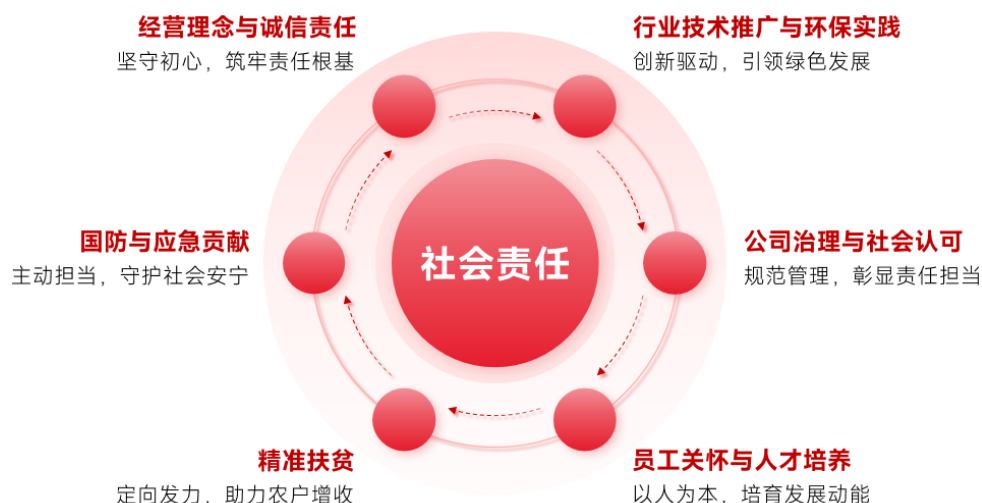 经营理念与诚信责任
坚守初心，筑牢责任根基
行业技术推广与环保实践
创新驱动，引领绿色发展
国防与应急贡献
主动担当，守护社会安宁
社会责任
公司治理与社会认可
规范管理，彰显责任担当
精准扶贫
定向发力，助力农户增收
员工关怀与人才培养
以人为本，培育发展动能